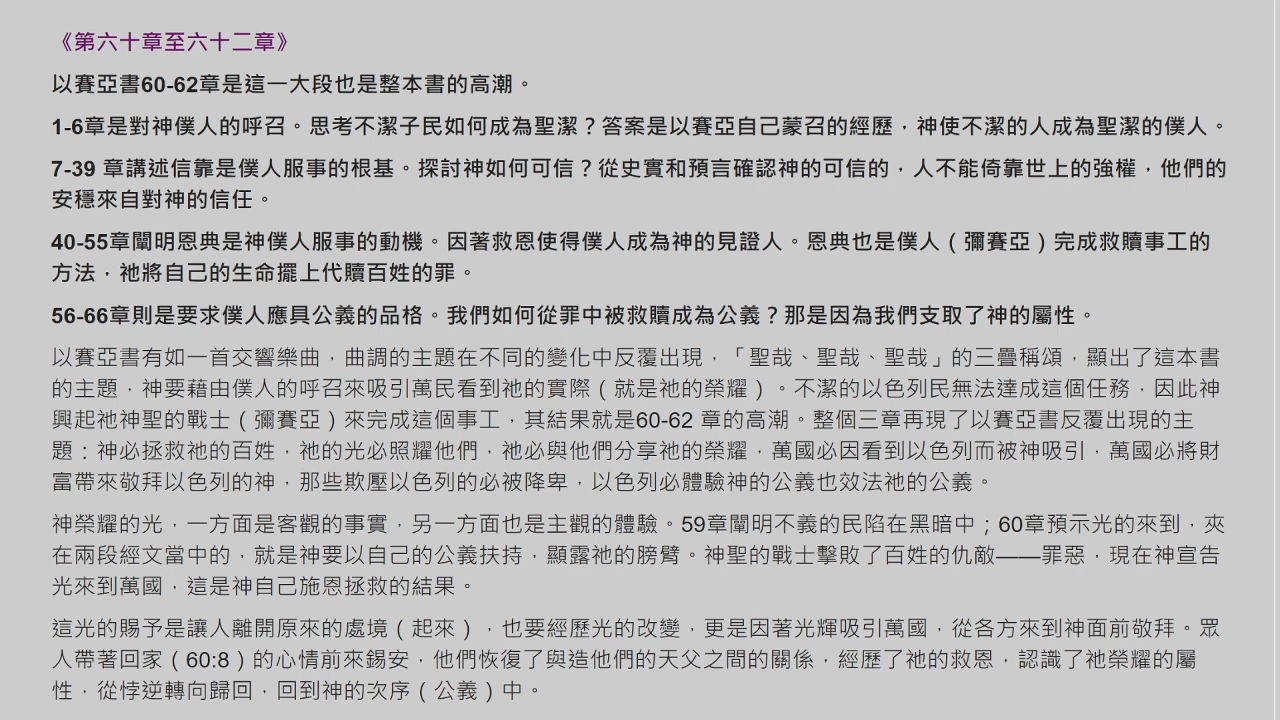 《第六十章至六十二章》
以賽亞書60-62章是這一大段也是整本書的高潮。
1-6章是對神僕人的呼召。思考不潔子民如何成為聖潔？答案是以賽亞自己蒙召的經歷，神使不潔的人成為聖潔的僕人。
7-39 章講述信靠是僕人服事的根基。探討神如何可信？從史實和預言確認神的可信的，人不能倚靠世上的強權，他們的
安穩來自對神的信任。
40-55章闡明恩典是神僕人服事的動機。因著救恩使得僕人成為神的見證人。恩典也是僕人（彌賽亞）完成救贖事工的
方法，祂將自己的生命擺上代贖百姓的罪。
56-66章則是要求僕人應具公義的品格。我們如何從罪中被救贖成為公義？那是因為我們支取了神的屬性。
以賽亞書有如一首交響樂曲，曲調的主題在不同的變化中反覆出現，「聖哉、聖哉、聖哉」的三疊稱頌，顯出了這本書
的主題，神要藉由僕人的呼召來吸引萬民看到祂的實際（就是祂的榮耀）。不潔的以色列民無法達成這個任務，因此神
興起祂神聖的戰士（彌賽亞）來完成這個事工，其結果就是60-62 章的高潮。整個三章再現了以賽亞書反覆出現的主
題：神必拯救祂的百姓，祂的光必照耀他們，祂必與他們分享祂的榮耀，萬國必因看到以色列而被神吸引，萬國必將財
富帶來敬拜以色列的神，那些欺壓以色列的必被降卑，以色列必體驗神的公義也效法祂的公義。
神榮耀的光，一方面是客觀的事實，另一方面也是主觀的體驗。59章闡明不義的民陷在黑暗中；60章預示光的來到，夾
在兩段經文當中的，就是神要以自己的公義扶持，顯露祂的膀臂。神聖的戰士擊敗了百姓的仇敵——罪惡，現在神宣告
光來到萬國，這是神自己施恩拯救的結果。
這光的賜予是讓人離開原來的處境（起來），也要經歷光的改變，更是因著光輝吸引萬國，從各方來到神面前敬拜。眾
人帶著回家（60:8）的心情前來錫安，他們恢復了與造他們的天父之間的關係，經歷了祂的救恩，認識了祂榮耀的屬
性，從悖逆轉向歸回，回到神的次序（公義）中。